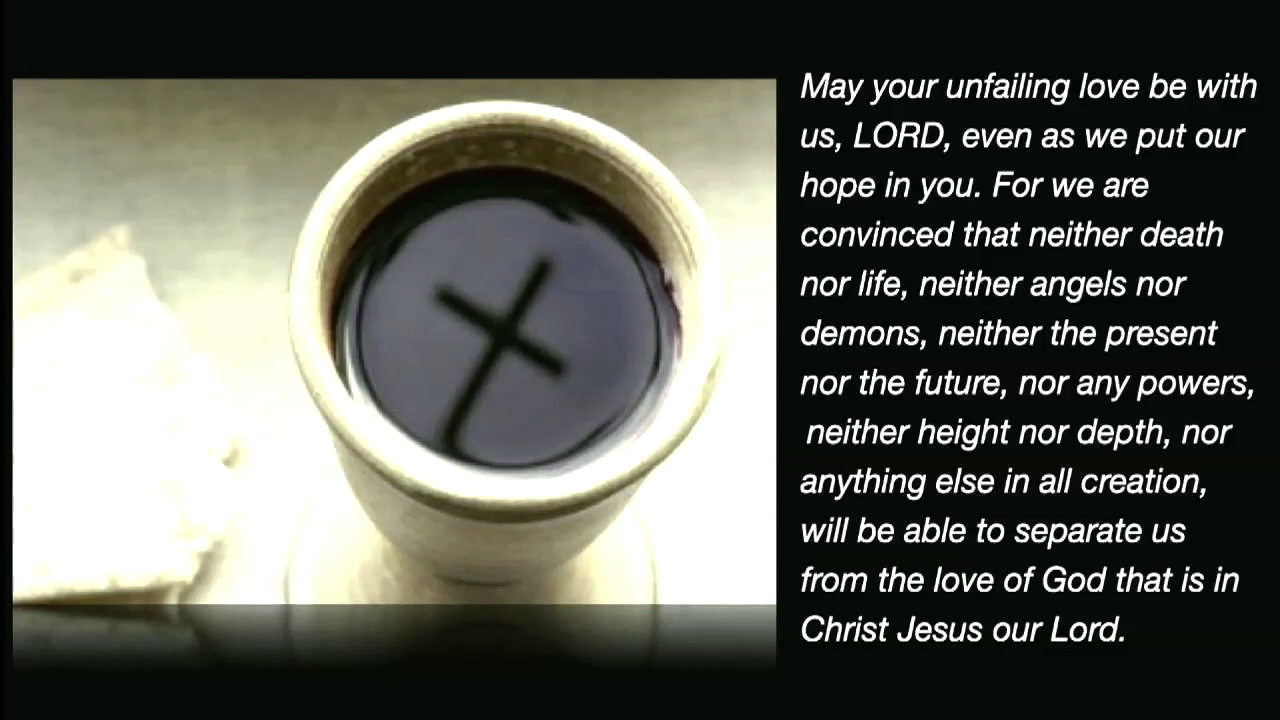 May your unfailing love be with
us, LORD, even as we put our
hope in you. For we are
convinced that neither death
nor life, neither angels nor
demons, neither the present
nor the future, nor any powers,
neither height nor depth, nor
anything else in all creation,
will be able to separate us
from the love of God that is in
Christ Jesus our Lord.